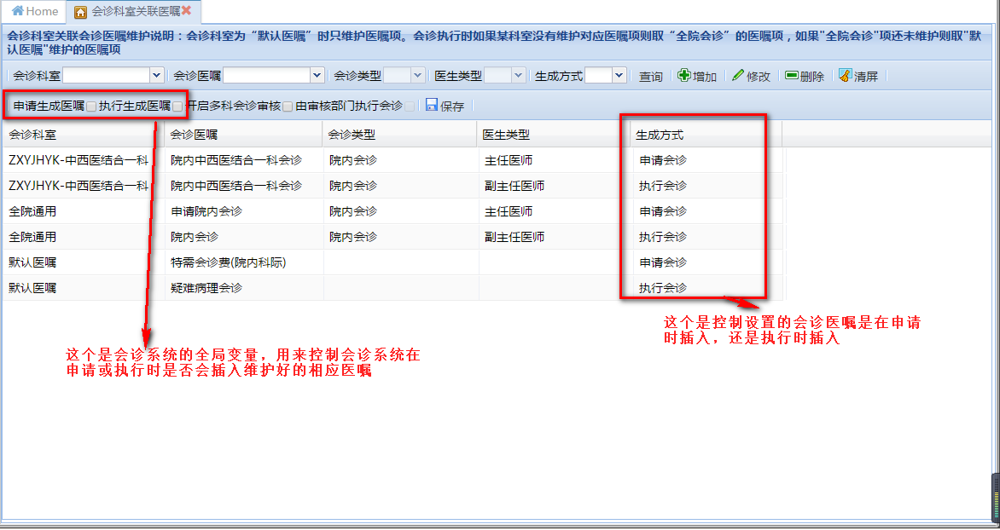 Home 会诊科室关联医嘱
会诊科室关联会诊医嘱维护说明：会诊科室为“默认医嘱”时只维护医嘱项。会诊执行时如果某科室没有维护对应医嘱项则取“全院会诊”的医嘱项，如果"全院会诊"项还未维护则取"默
认医嘱"维护的医嘱项
会诊科室 会诊医嘱 会诊类型 医生类型 生成方式 查询 增加 修改 删除 清屏
申请生成医嘱 执行生成医嘱 开启多科会诊审核 由审核部门执行会诊 保存
会诊科室 会诊医嘱 会诊类型 医生类型 生成方式
ZXYJHYK-中西医结合一科 院内中西医结合一科会诊 院内会诊 主任医师 申请会诊
ZXYJHYK-中西医结合一科 院内中西医结合一科会诊 院内会诊 副主任医师 执行会诊
全院通用 申请院内会诊 院内会诊 主任医师 申请会诊
全院通用 院内会诊 院内会诊 副主任医师 执行会诊
默认医嘱 特需会诊费(院内科际) 申请会诊
默认医嘱 疑难病理会诊 执行会诊
这个是控制设置的会诊医嘱是在申请
时插入，还是执行时插入
这个是会诊系统的全局变量，用来控制会诊系统在
申请或执行时是否会插入维护好的相应医嘱